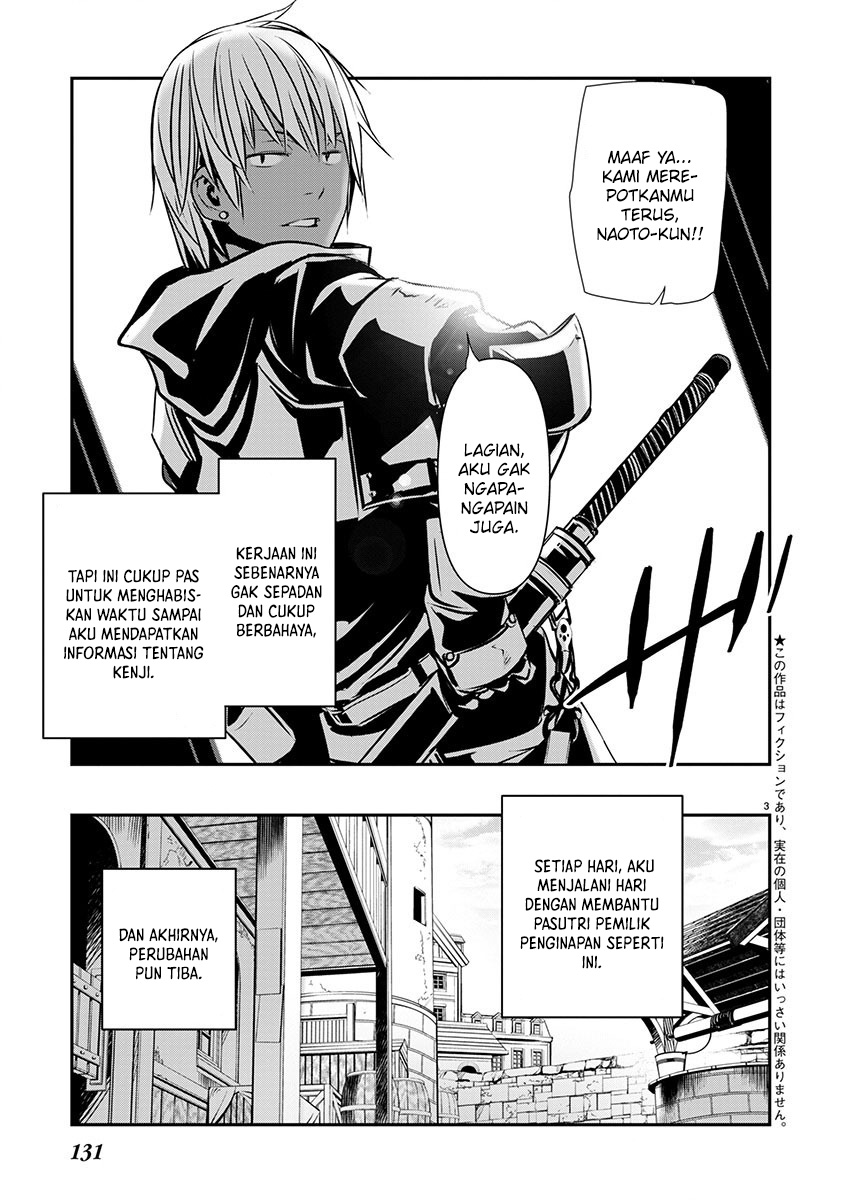 MAAF YA...
KAMI MERE-
POTKANMU
TERUS,
NAOTO-KUN!!
LAGIAN,
AKU GAK
NGAPA-
NGAPAIN
JUGA.
KERJAAN INI
SEBENARNYA
GAK SEPADAN
DAN CUKUP
BERBAHAYA,
TAPI INI CUKUP PAS
UNTUK MENGHABIS-
KAN WAKTU SAMPAI
AKU MENDAPATKAN
INFORMASI TENTANG
KENJI.
★この作品はフィクションであり、実在の個人・団体等にはいっさい関係ありません。
3
SETIAP HARI, AKU
MENJALANI HARI
DENGAN MEMBANTU
PASUTRI PEMILIK
PENGINAPAN SEPERTI
INI.
DAN AKHIRNYA,
PERUBAHAN
PUN TIBA.
131